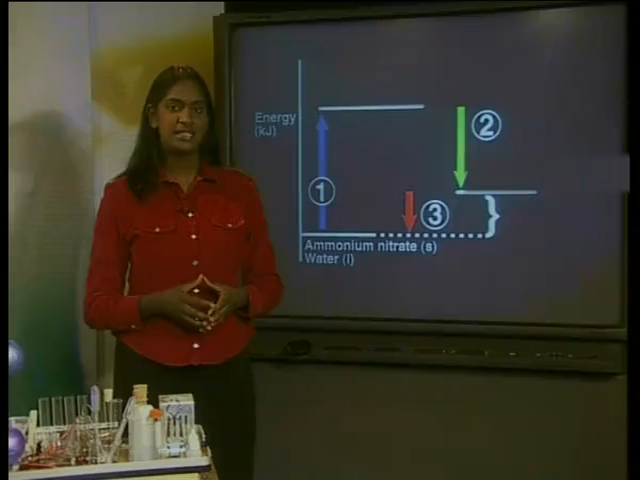 Energy
(kJ)
1
2
3
}
Ammonium nitrate (s)
Water (l)